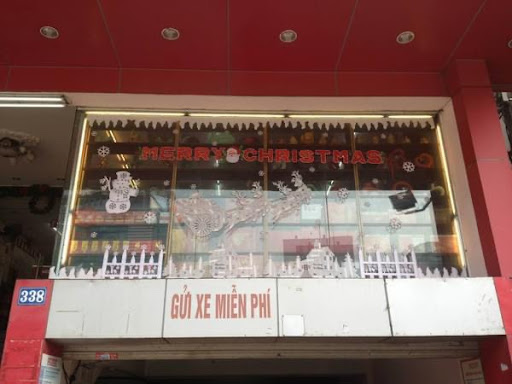 MERRY CHRISTMAS
338
GỬI XE MIỄN PHÍ